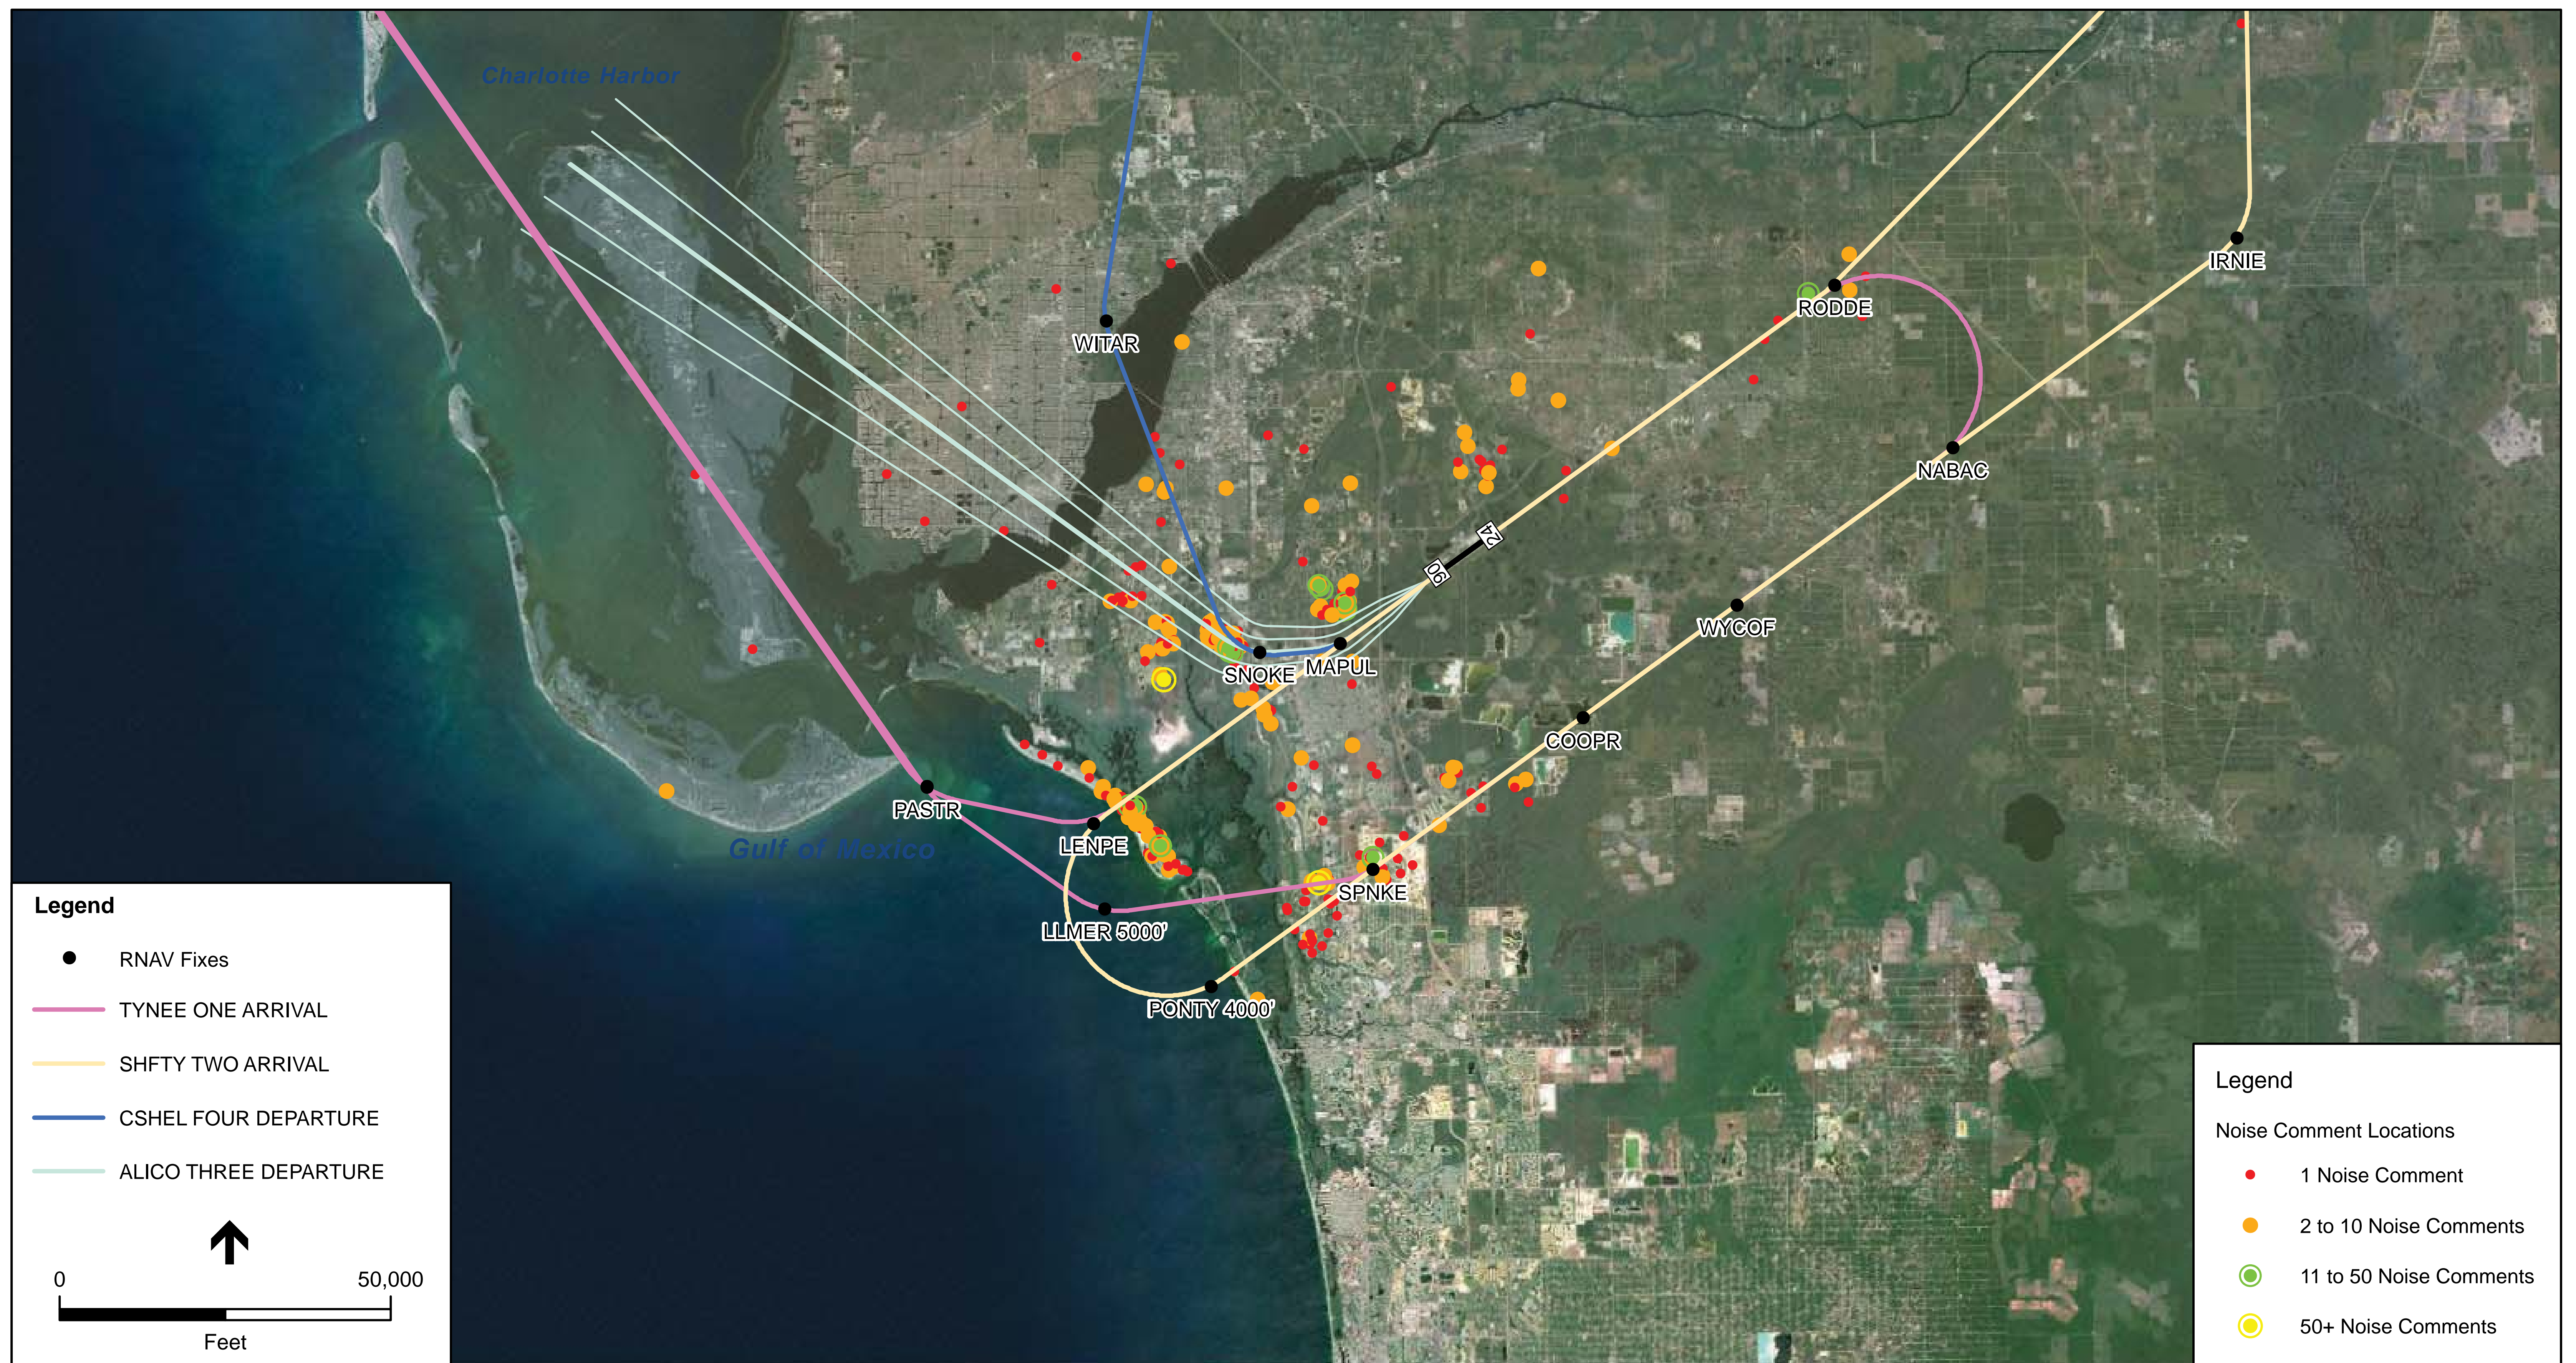 Charlotte Harbor
IRNIE
RODDE
WITAR
NABAC
24
06
WYCOF
SNOKE
MAPUL
COOPR
PASTR
LENPE
Gulf of Mexico
SPNKE
LLMER 5000'
PONTY 4000'
Legend
RNAV Fixes
TYNEE ONE ARRIVAL
SHFTY TWO ARRIVAL
CSHEL FOUR DEPARTURE
ALICO THREE DEPARTURE
0 50,000
Feet
Legend
Noise Comment Locations
1 Noise Comment
2 to 10 Noise Comments
11 to 50 Noise Comments
50+ Noise Comments